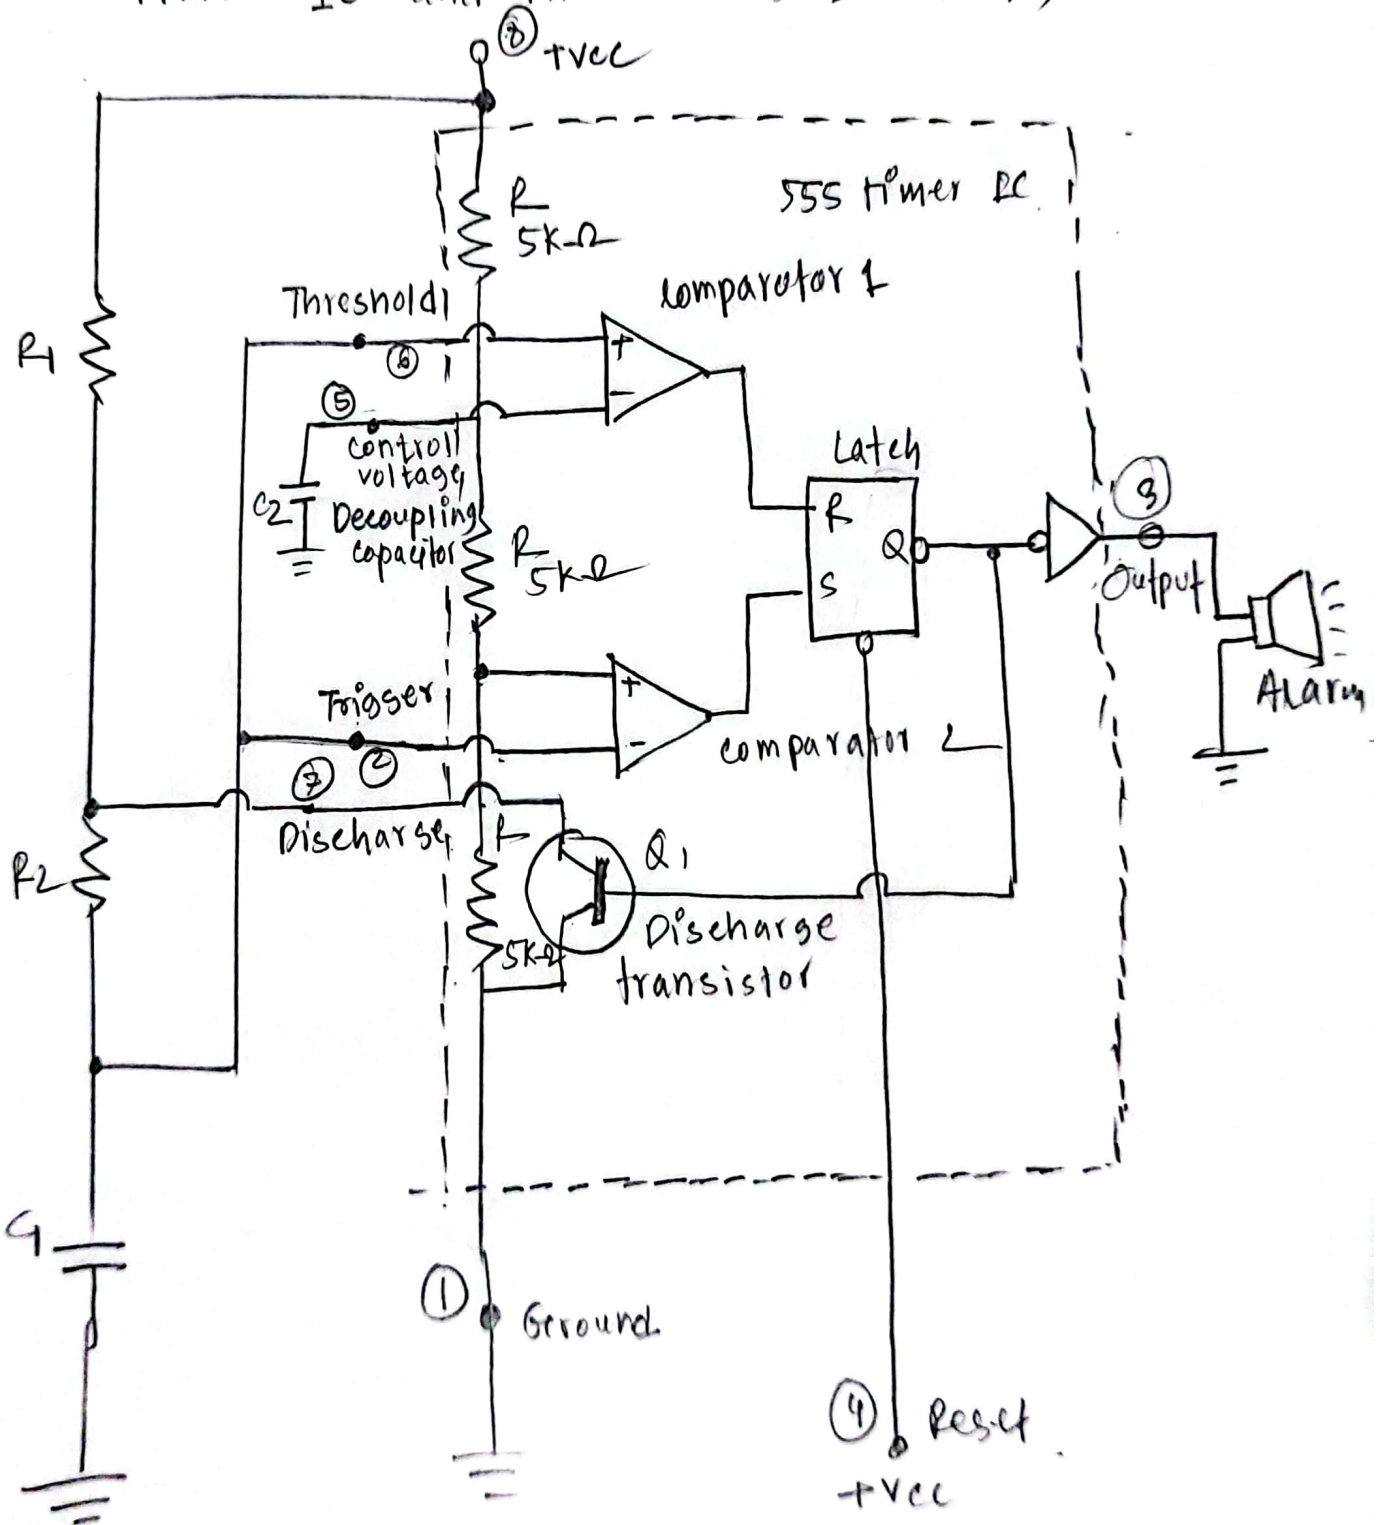 8
+Vcc
555 timer IC
R
5K-Ω
Threshold
6
Comparator 1
R1
5
+
-
Controll
voltage
Decoupling
capacitor
C2
R
5K-Ω
Latch
R
Q
S
3
Output
Alarm
Trigger
2
+
-
Comparator 2
7
Discharge
R
5K-Ω
Q1
Discharge
transistor
R2
C1
1
Ground
4
Reset
+Vcc